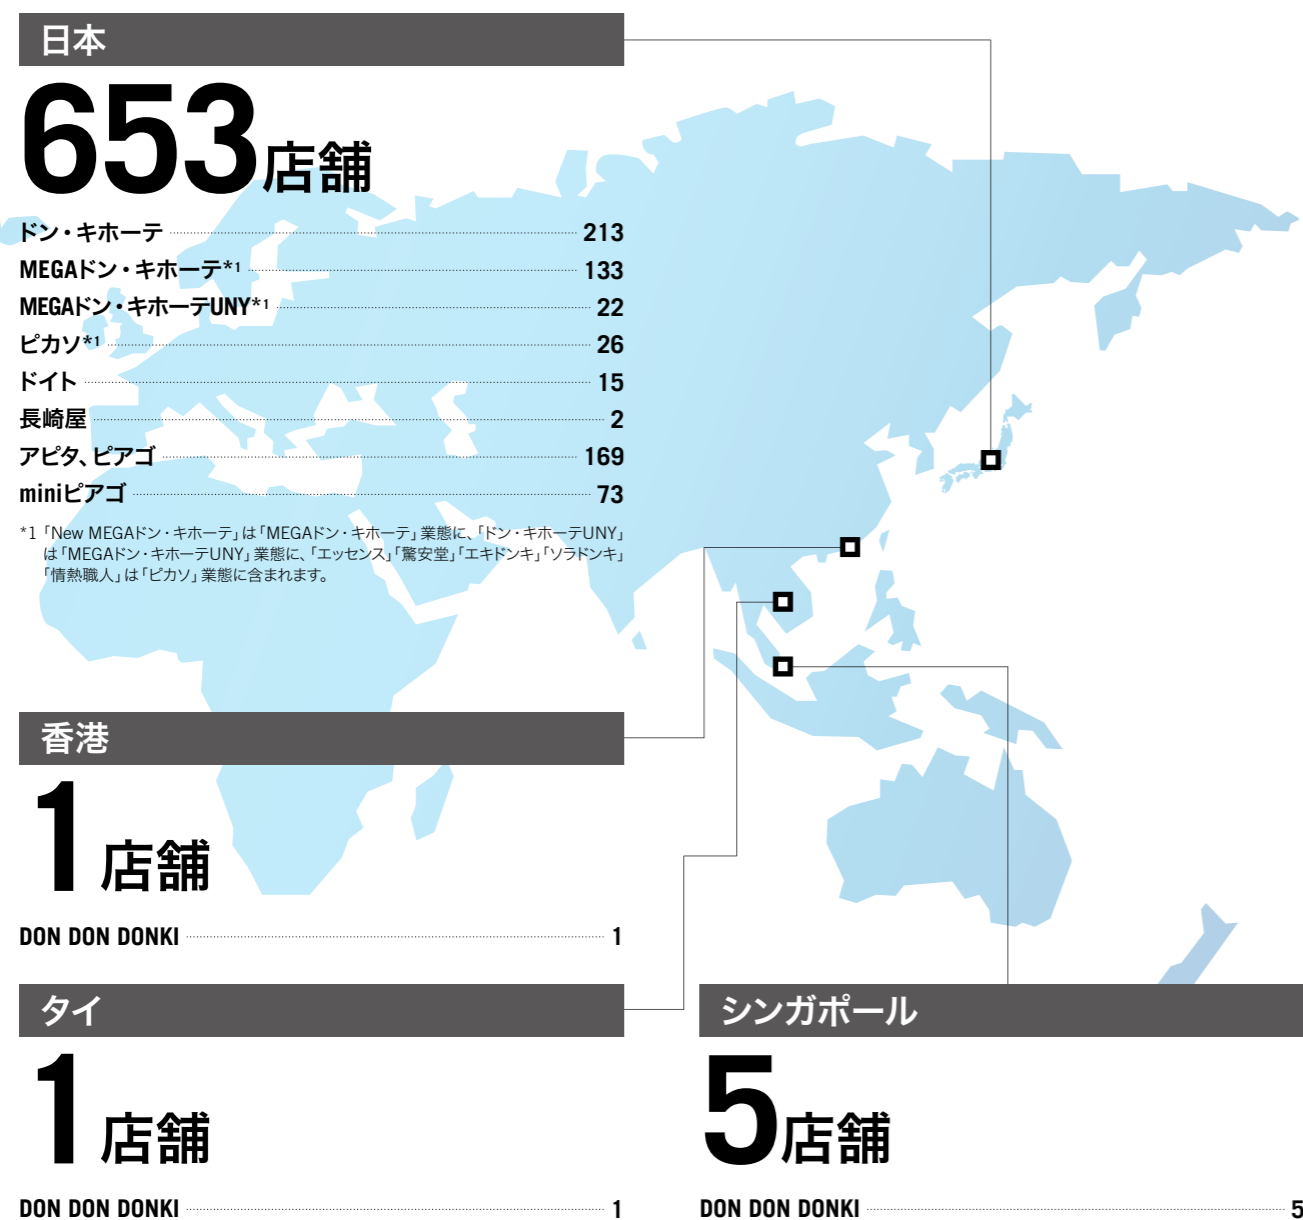 日本
653店舗
ドン・キホーテ 213
MEGAドン・キホーテ*1 133
MEGAドン・キホーテUNY*1 22
ピカソ*1 26
ドイト 15
長崎屋 2
アピタ、ピアゴ 169
miniピアゴ 73
*1「New MEGAドン・キホーテ」は「MEGAドン・キホーテ」業態に、「ドン・キホーテUNY」
は「MEGAドン・キホーテUNY」業態に、「エッセンス」「驚安堂」「エキドンキ」「ソラドンキ」
「情熱職人」は「ピカソ」業態に含まれます。
香港
1店舗
DON DON DONKI 1
タイ
1店舗
DON DON DONKI 1
シンガポール
5店舗
DON DON DONKI 5